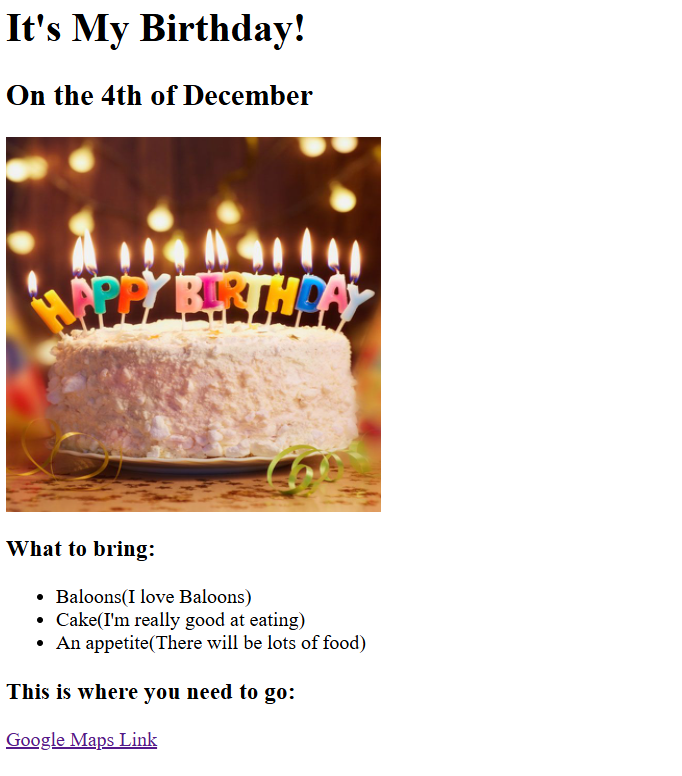 It's My Birthday!
On the 4th of December
HAPPY BIRTHDAY
What to bring:
Baloons(I love Baloons)
Cake(I'm really good at eating)
An appetite(There will be lots of food)
This is where you need to go:
Google Maps Link